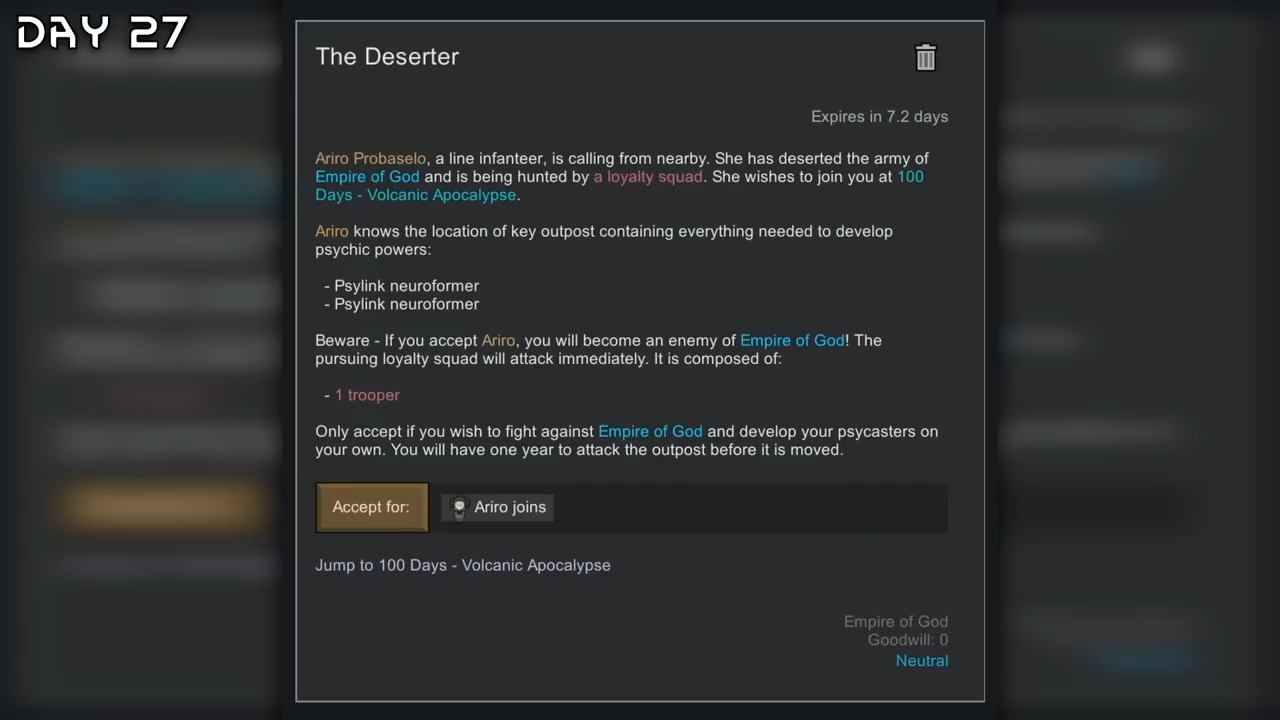 DAY 27
The Deserter
Expires in 7.2 days
Ariro Probaselo, a line infanteer, is calling from nearby. She has deserted the army of
Empire of God and is being hunted by a loyalty squad. She wishes to join you at 100
Days - Volcanic Apocalypse.
Ariro knows the location of key outpost containing everything needed to develop
psychic powers:
- Psylink neuroformer
- Psylink neuroformer
Beware - If you accept Ariro, you will become an enemy of Empire of God! The
pursuing loyalty squad will attack immediately. It is composed of:
- 1 trooper
Only accept if you wish to fight against Empire of God and develop your psycasters on
your own. You will have one year to attack the outpost before it is moved.
Accept for: Ariro joins
Jump to 100 Days - Volcanic Apocalypse
Empire of God
Goodwill: 0
Neutral